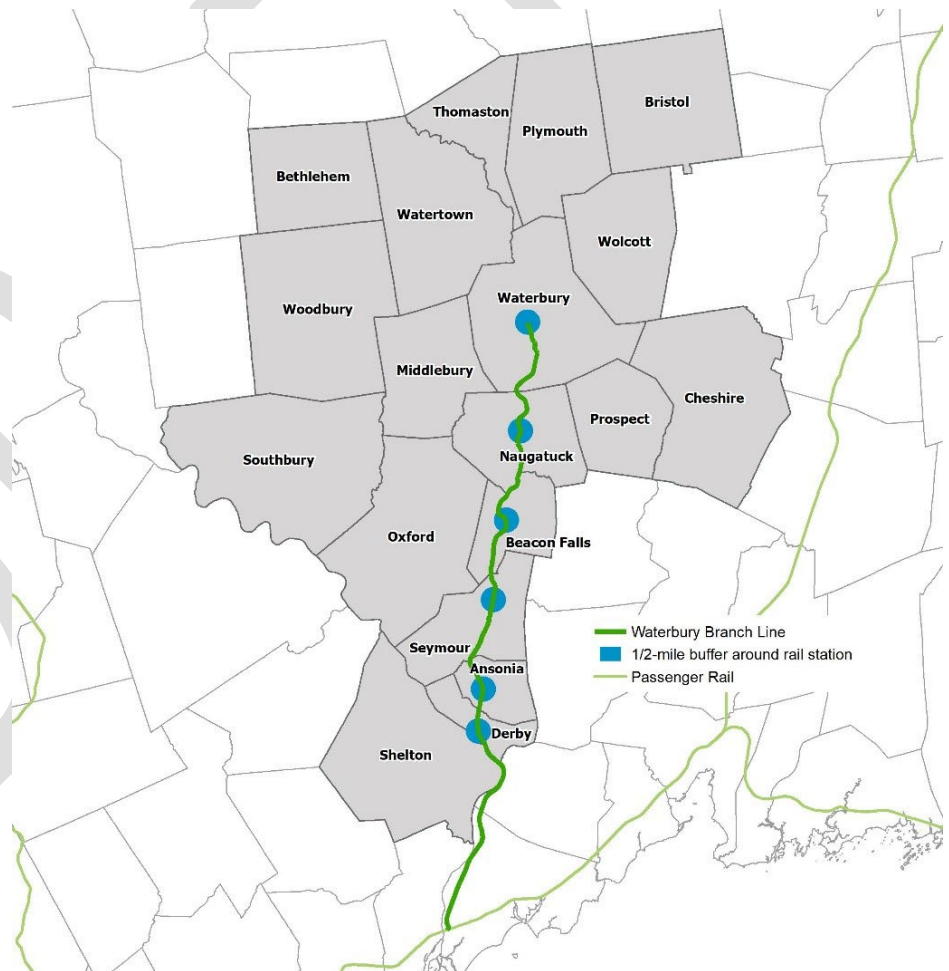 Thomaston
Bristol
Plymouth
Bethlehem
Watertown
Wolcott
Waterbury
Woodbury
Middlebury
Cheshire
Prospect
Naugatuck
Southbury
Oxford
Beacon Falls
Waterbury Branch Line
1/2-mile buffer around rail station
Passenger Rail
Seymour
Ansonia
Derby
Shelton